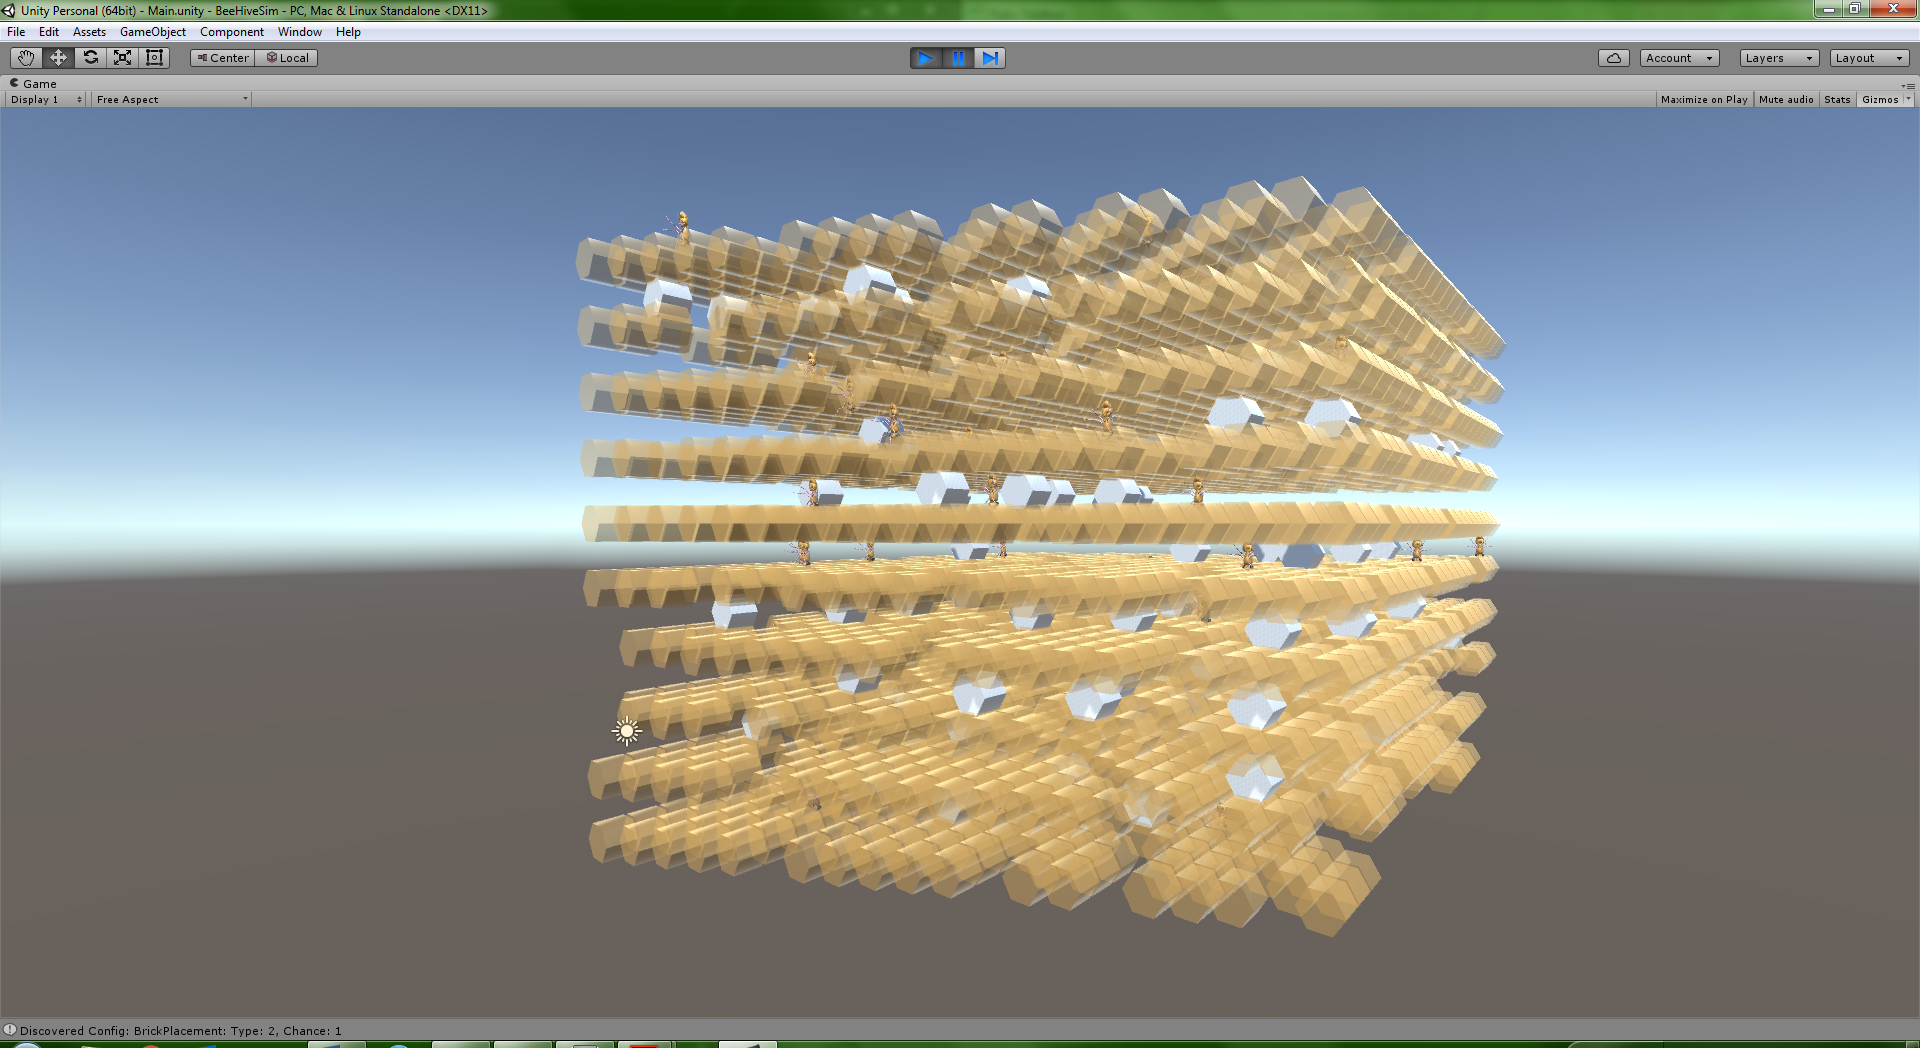 Unity Personal (64bit) - Main.unity - BeeHiveSim - PC, Mac & Linux Standalone <DX11>
File Edit Assets GameObject Component Window Help
Center Local Account Layers Layout
Game
Display 1 Free Aspect Maximize on Play Mute audio Stats Gizmos
Discovered Config: BrickPlacement: Type: 2, Chance: 1